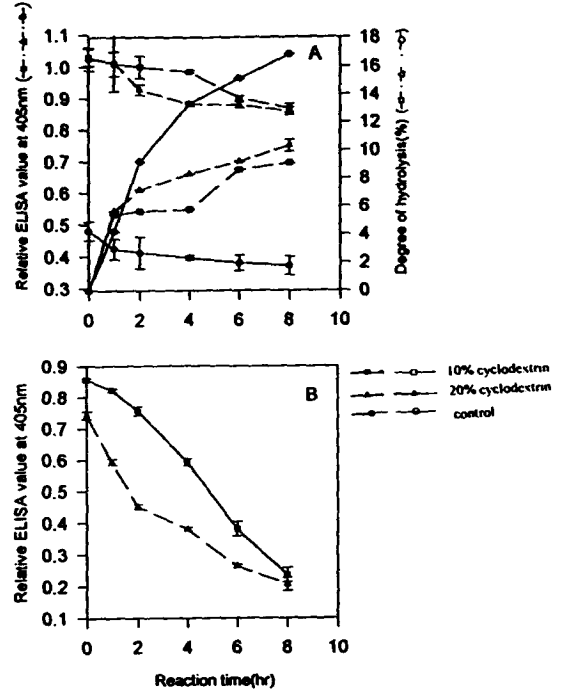 Relative ELISA value at 405nm
1.1
1.0
0.9
0.8
0.7
0.6
0.5
0.4
0.3
A
18
16
14
12
10
8
6
4
2
0
Degree of hydrolysis(%)
0 2 4 6 8 10
Relative ELISA value at 405nm
0.9
0.8
0.7
0.6
0.5
0.4
0.3
0.2
0.1
B
10% cyclodextrin
20% cyclodextrin
control
0 2 4 6 8 10
Reaction time(hr)